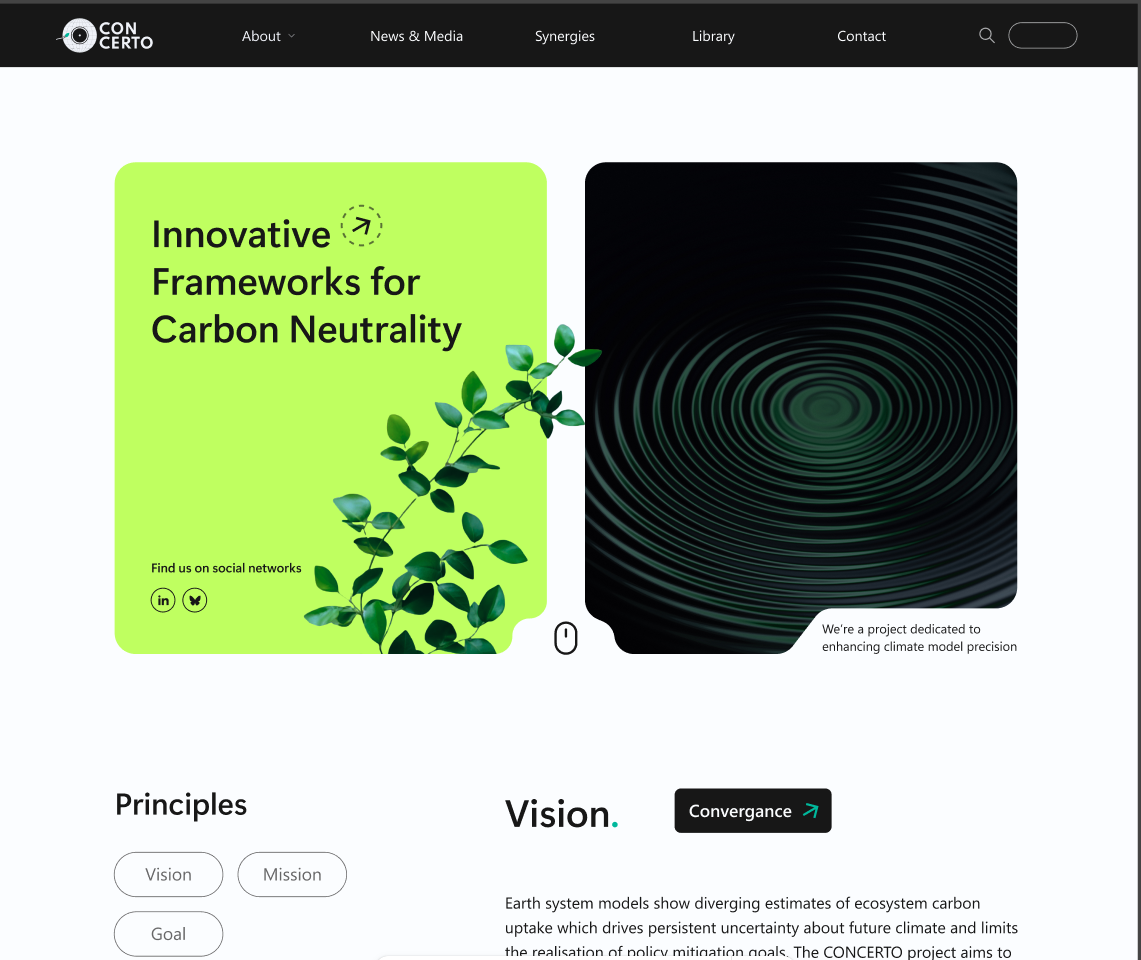 CON
CERTO
About
News & Media
Synergies
Library
Contact
Innovative
Frameworks for
Carbon Neutrality
Find us on social networks
in
We're a project dedicated to
enhancing climate model precision
Principles
Vision
Mission
Goal
Vision.
Convergance
Earth system models show diverging estimates of ecosystem carbon
uptake which drives persistent uncertainty about future climate and limits
the realisation of policy mitigation goals. The CONCERTO project aims to